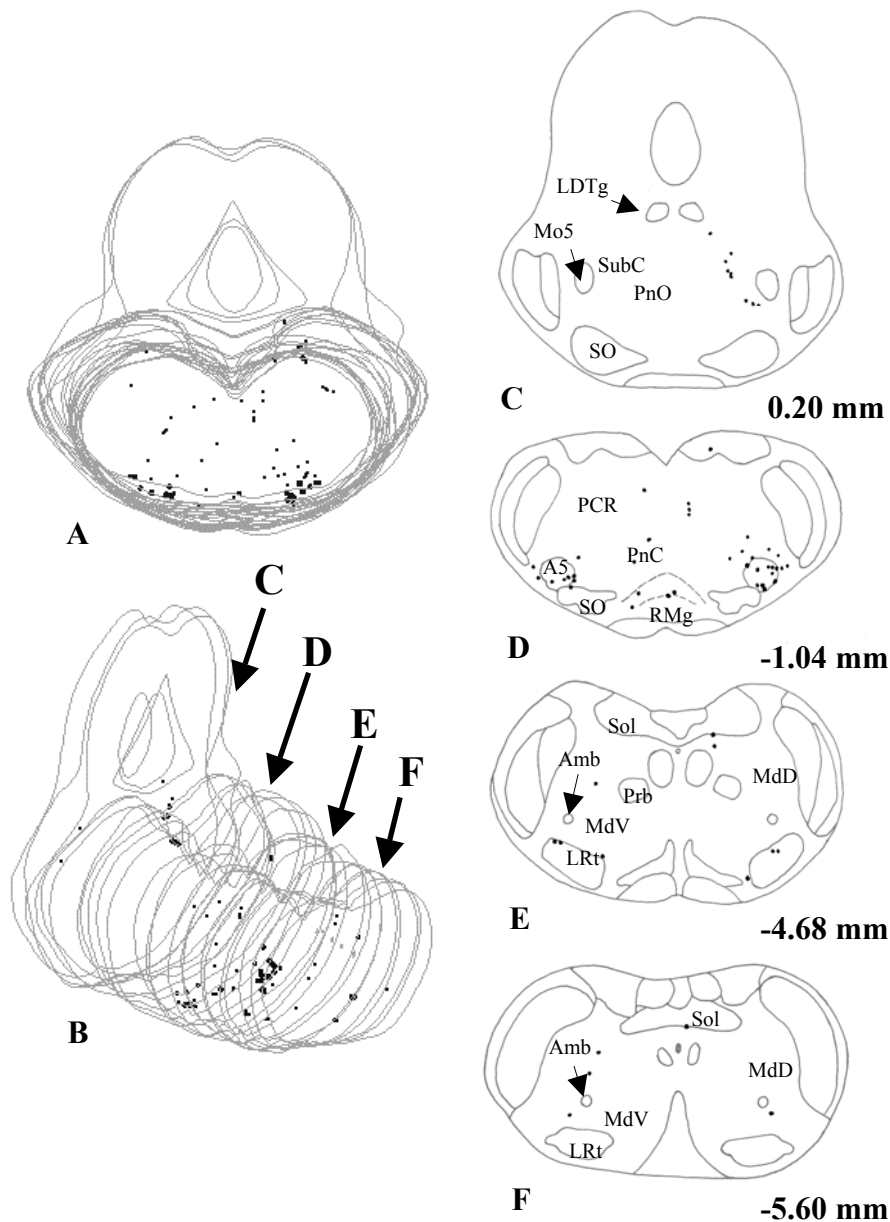 A
B
C
D
E
F
LDTg
Mo5
SubC
PnO
SO
C
0.20 mm
PCR
PnC
A5
SO
RMg
D
-1.04 mm
Sol
Amb
MdD
Prb
MdV
LRt
E
-4.68 mm
Sol
Amb
MdD
MdV
LRt
F
-5.60 mm